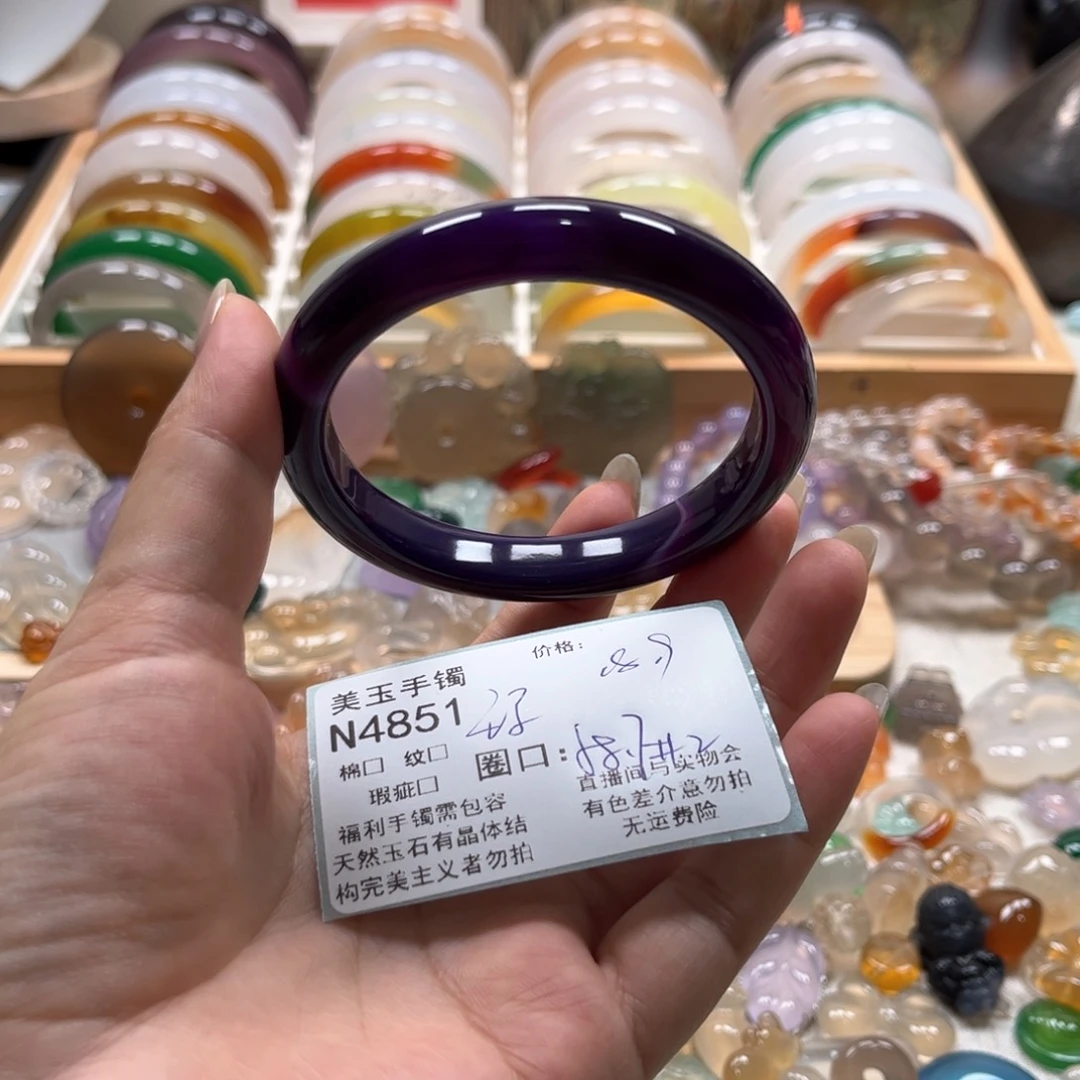 价格:
美玉手镯
N4851
棉□ 纹□
圈口:
瑕疵□
福利手镯需包容
天然玉石有晶体结
构完美主义者勿拍
直播间与实物会
有色差介意勿拍
无运费险